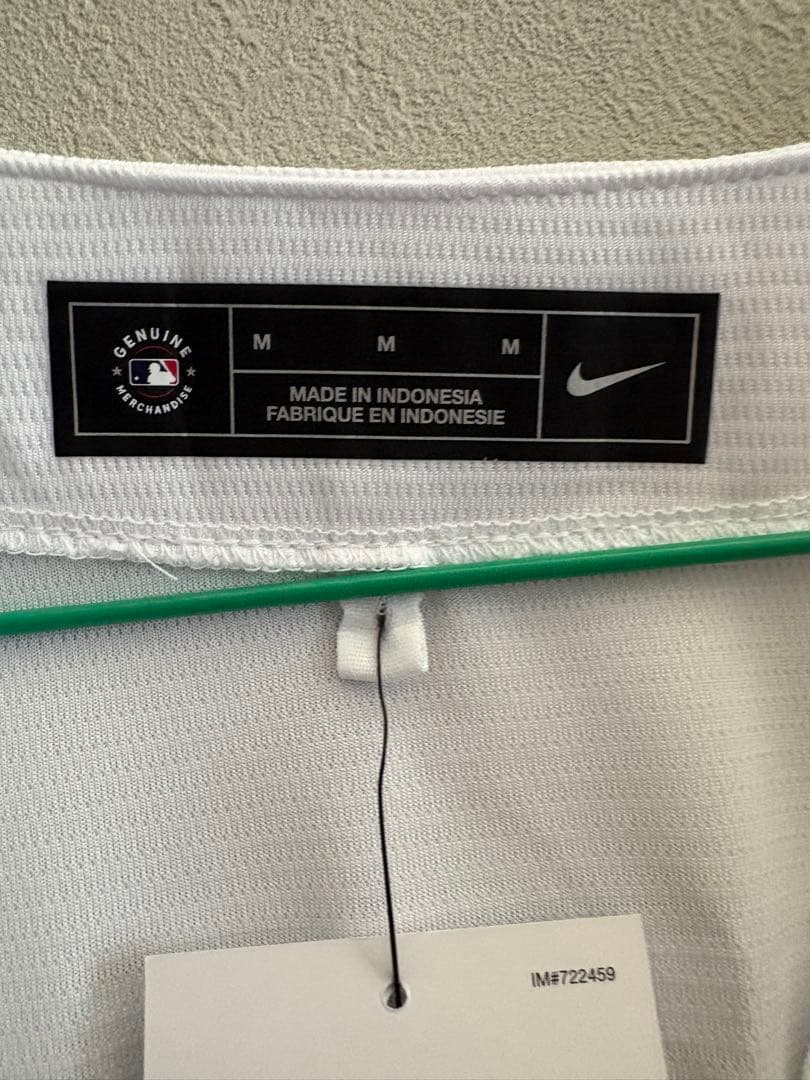 GENUINE
MERCHANDISE
M M M
MADE IN INDONESIA
FABRIQUE EN INDONESIE
IM#722459